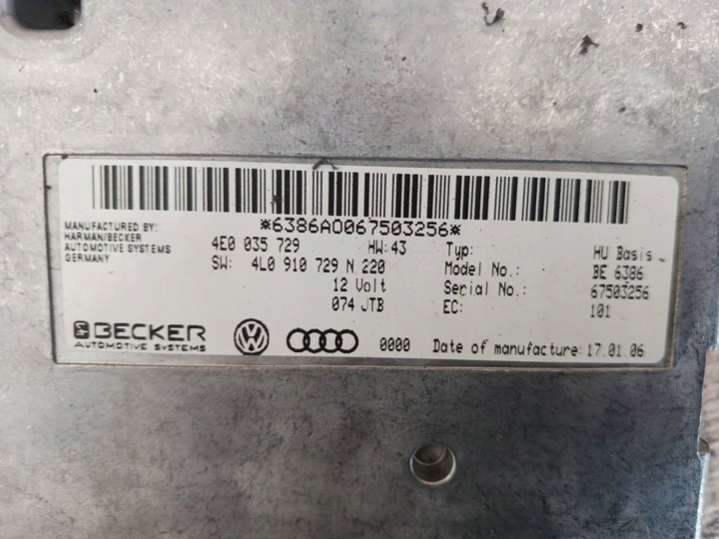 *6386A0067503256*
MANUFACTURED BY:
HARMAN/BECKER
AUTOMOTIVE SYSTEMS
GERMANY
4E0 035 729 HW:43
SW: 4L0 910 729 N 220
12 Volt
074 JTB
Typ: HU Basis
Model No.: BE 6386
Serial No.: 67503256
EC: 101
BECKER
AUTOMOTIVE SYSTEMS
0000 Date of manufacture: 17.01.06